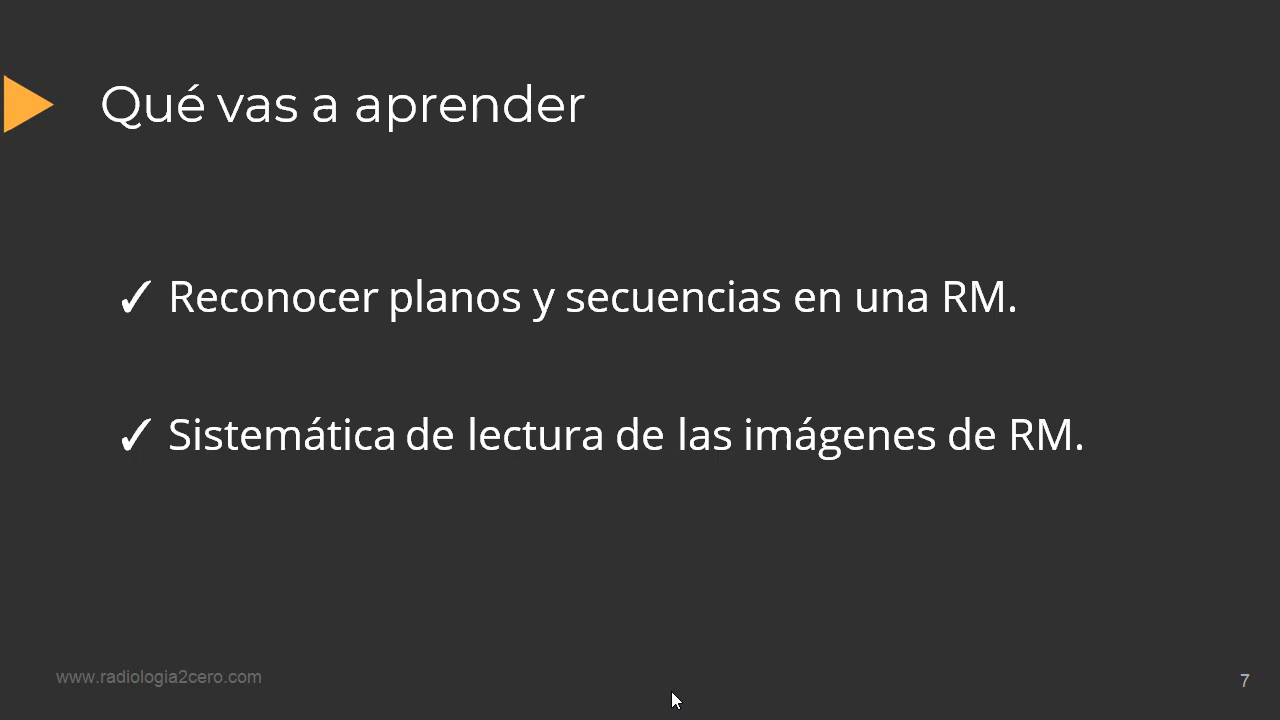 Qué vas a aprender
✓ Reconocer planos y secuencias en una RM.
✓ Sistemática de lectura de las imágenes de RM.
www.radiologia2cero.com
7